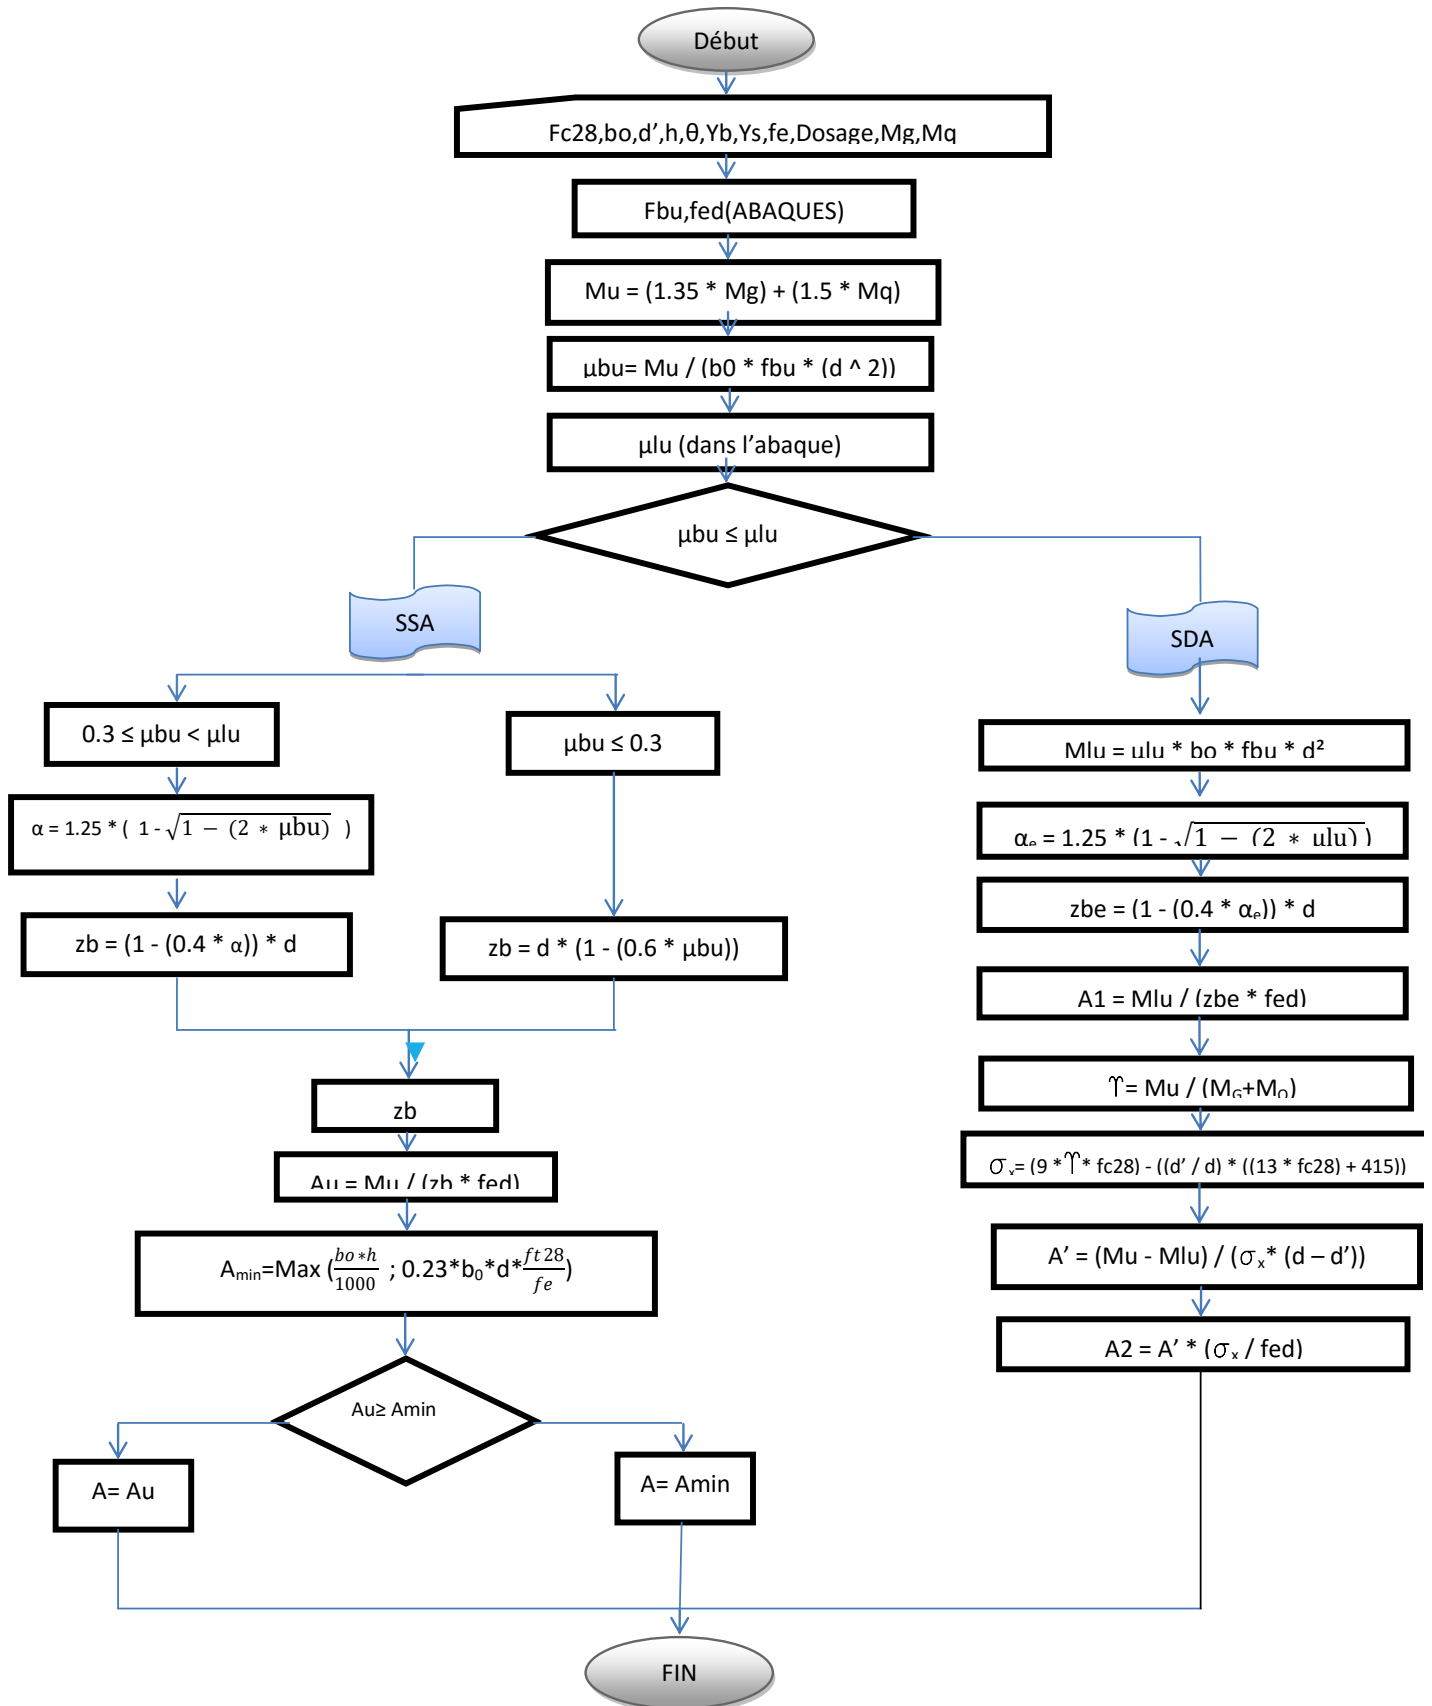 Début
Fc28,bo,d’,h,θ,Yb,Ys,fe,Dosage,Mg,Mq
Fbu,fed(ABAQUES)
Mu = (1.35 * Mg) + (1.5 * Mq)
μbu= Mu / (b0 * fbu * (d ^ 2))
μlu (dans l’abaque)
μbu ≤ μlu
SSA
SDA
0.3 ≤ μbu < μlu
μbu ≤ 0.3
α = 1.25 * ( 1 - √1 − (2 ∗ μbu) )
zb = (1 - (0.4 * α)) * d
zb = d * (1 - (0.6 * μbu))
zb
Au = Mu / (zb * fed)
Amin=Max (bo∗h/1000 ; 0.23*b₀*d*ft28/fe)
Au≥ Amin
A= Au
A= Amin
Mlu = μlu * bo * fbu * d²
αₑ = 1.25 * (1 - √1 − (2 ∗ μlu) )
zbe = (1 - (0.4 * αₑ)) * d
A1 = Mlu / (zbe * fed)
ϒ= Mu / (MG+MQ)
σₓ= (9 * ϒ* fc28) - ((d’ / d) * ((13 * fc28) + 415))
A’ = (Mu - Mlu) / (σₓ* (d – d’))
A2 = A’ * (σₓ / fed)
FIN